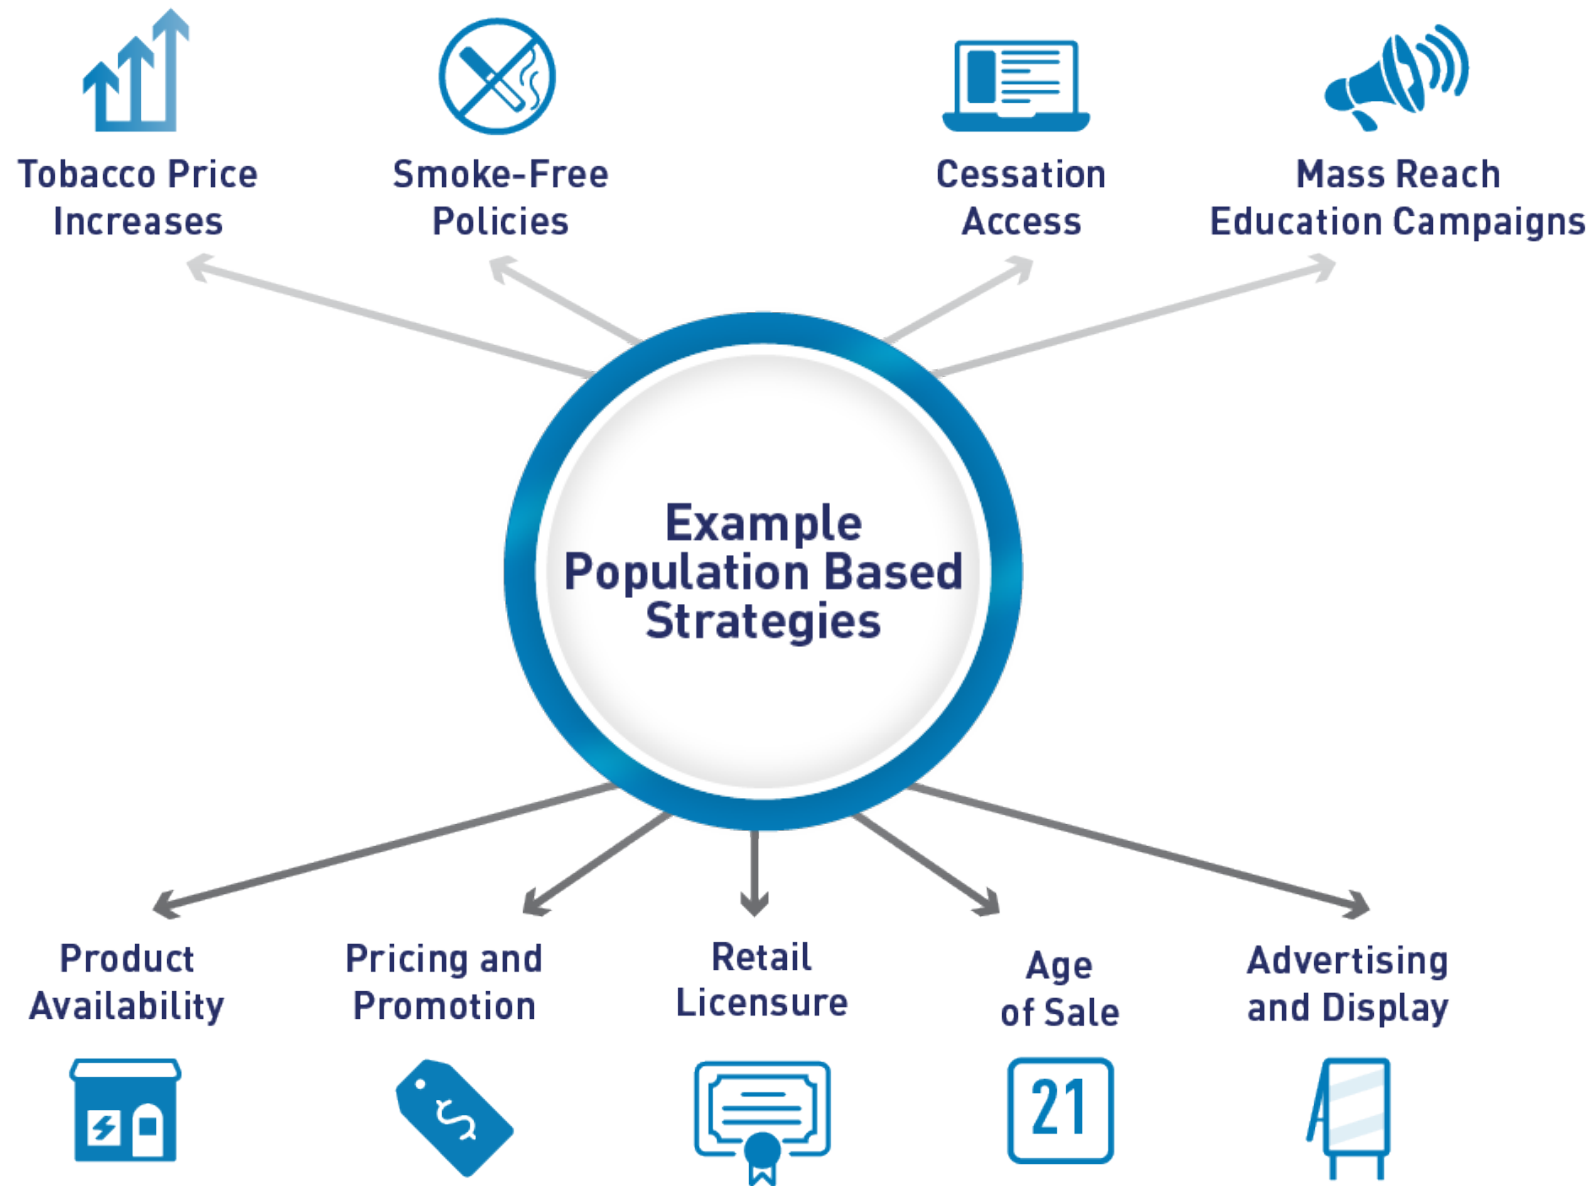 Tobacco Price
Increases
Smoke-Free
Policies
Cessation
Access
Mass Reach
Education Campaigns
Example
Population Based
Strategies
Product
Availability
Pricing and
Promotion
Retail
Licensure
Age
of Sale
Advertising
and Display
$
21